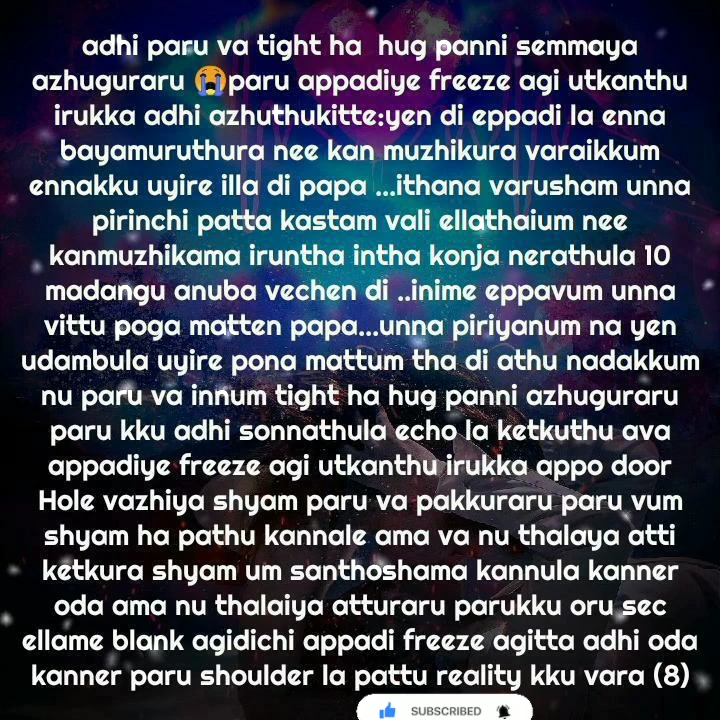 adhi paru va tight ha hug panni semmaya
azhuguraru 😭paru appadiye freeze agi utkanthu
irukka adhi azhuthukitte:yen di eppadi la enna
bayamuruthura nee kan muzhikura varaikkum
ennakku uyire illa di papa ...ithana varusham unna
pirinchi patta kastam vali ellathaium nee
kanmuzhikama iruntha intha konja nerathula 10
madangu anuba vechen di ..inime eppavum unna
vittu poga matten papa...unna piriyanum na yen
udambula uyire pona mattum tha di athu nadakkum
nu paru va innum tight ha hug panni azhuguraru
paru kku adhi sonnathula echo la ketkuthu ava
appadiye freeze agi utkanthu irukka appo door
Hole vazhiya shyam paru va pakkuraru paru vum
shyam ha pathu kannale ama va nu thalaya atti
ketkura shyam um santhoshama kannula kanner
oda ama nu thalaiya atturaru parukku oru sec
ellame blank agidichi appadi freeze agitta adhi oda
kanner paru shoulder la pattu reality kku vara (8)
SUBSCRIBED